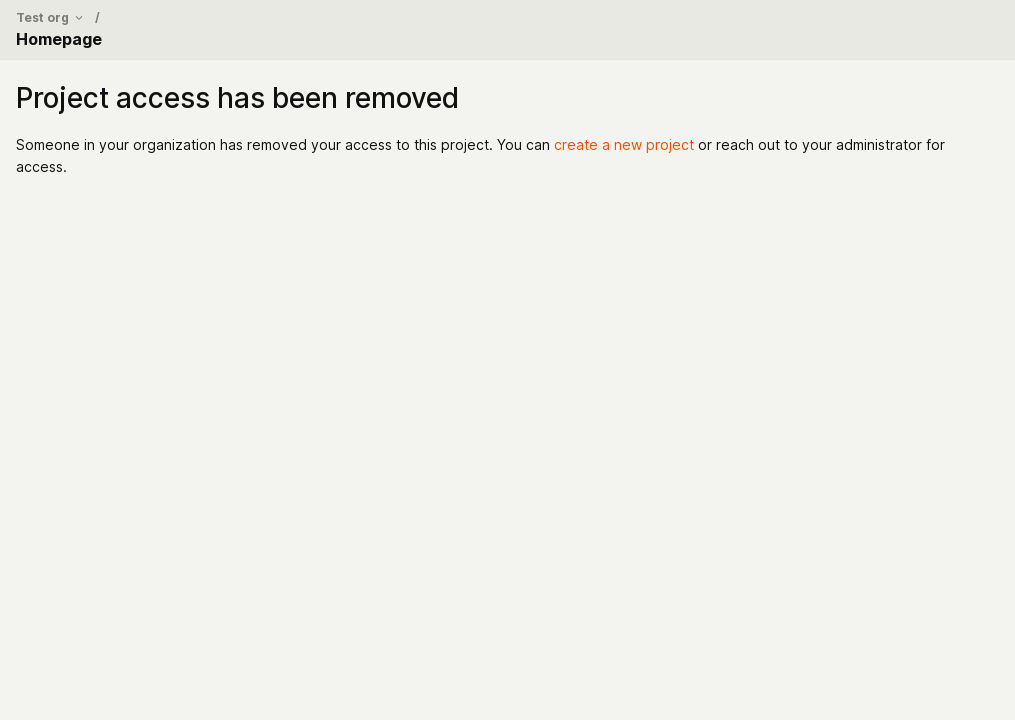 Test org /
Homepage
Project access has been removed
Someone in your organization has removed your access to this project. You can create a new project or reach out to your administrator for
access.